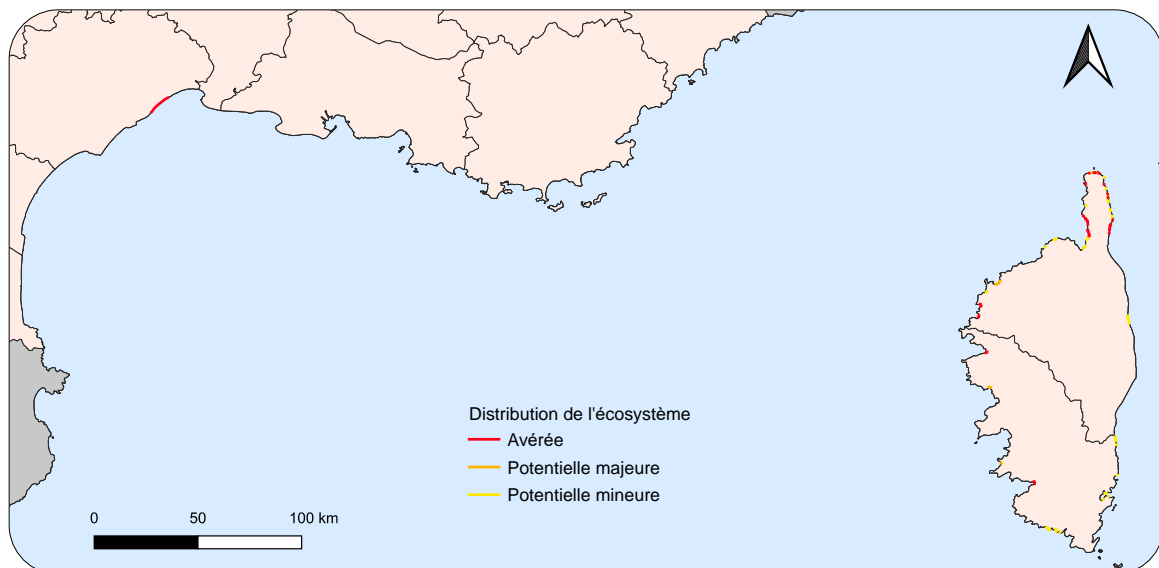 Distribution de l'écosystème
Avérée
Potentielle majeure
Potentielle mineure
0 50 100 km